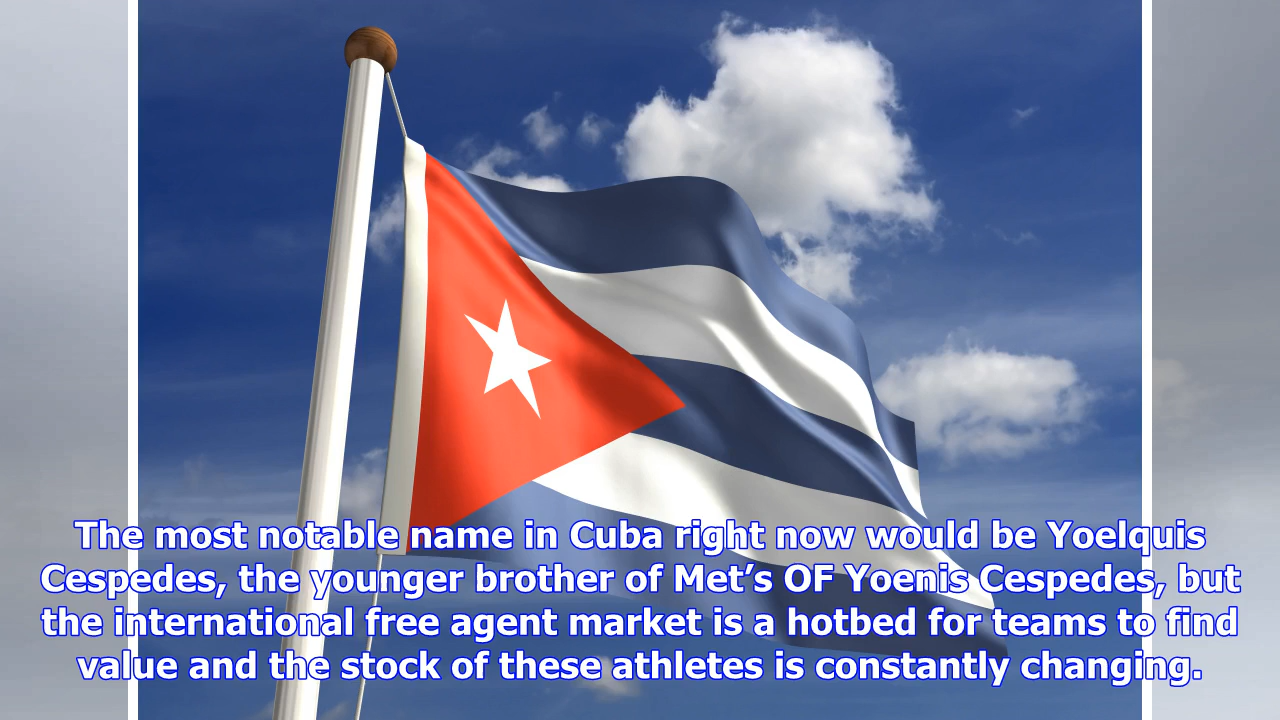 The most notable name in Cuba right now would be Yoelquis
Cespedes, the younger brother of Met’s OF Yoenis Cespedes, but
the international free agent market is a hotbed for teams to find
value and the stock of these athletes is constantly changing.